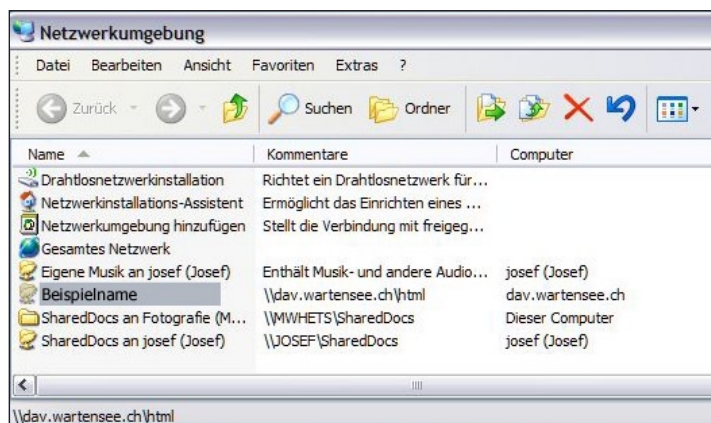 Netzwerkumgebung
Datei Bearbeiten Ansicht Favoriten Extras ?
Zurück Suchen Ordner
Name Kommentare Computer
Drahtlosnetzwerkinstallation Richtet ein Drahtlosnetzwerk für...
Netzwerkinstallations-Assistent Ermöglicht das Einrichten eines ...
Netzwerkumgebung hinzufügen Stellt die Verbindung mit freigeg...
Gesamtes Netzwerk
Eigene Musik an josef (Josef) Enthält Musik- und andere Audio... josef (Josef)
Beispielname \\dav.wartensee.ch\html dav.wartensee.ch
SharedDocs an Fotografie (M... \\MWHETS\SharedDocs Dieser Computer
SharedDocs an josef (Josef) \\JOSEF\SharedDocs josef (Josef)
\\dav.wartensee.ch\html